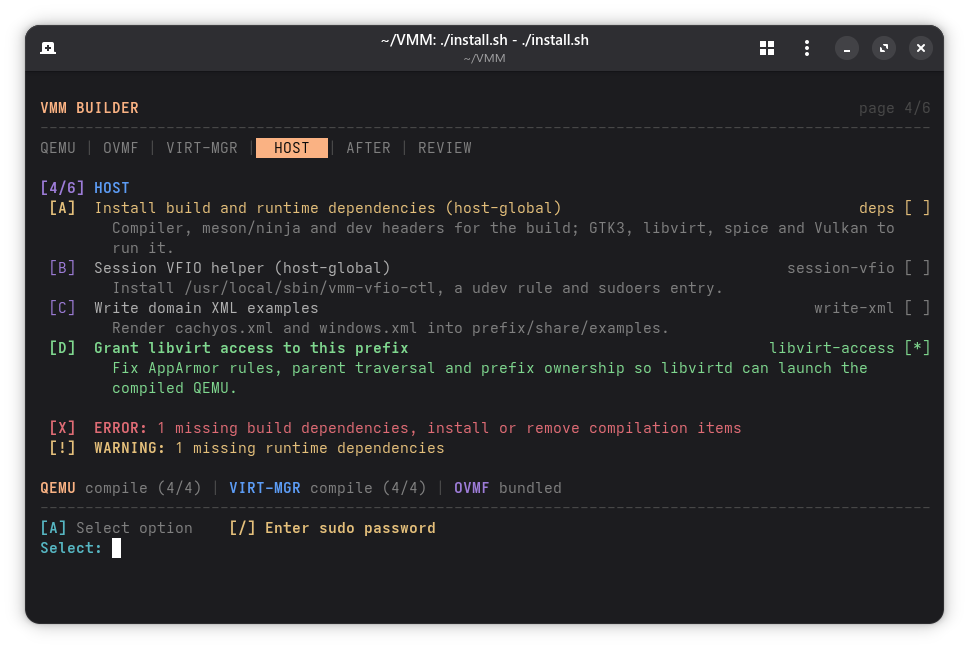 ~/VMM: ./install.sh - ./install.sh
~/VMM
VMM BUILDER page 4/6
QEMU | OVMF | VIRT-MGR | HOST | AFTER | REVIEW
[4/6] HOST
[A] Install build and runtime dependencies (host-global) deps [ ]
Compiler, meson/ninja and dev headers for the build; GTK3, libvirt, spice and Vulkan to
run it.
[B] Session VFIO helper (host-global) session-vfio [ ]
Install /usr/local/sbin/vmm-vfio-ctl, a udev rule and sudoers entry.
[C] Write domain XML examples write-xml [ ]
Render cachyos.xml and windows.xml into prefix/share/examples.
[D] Grant libvirt access to this prefix libvirt-access [*]
Fix AppArmor rules, parent traversal and prefix ownership so libvirtd can launch the
compiled QEMU.
[X] ERROR: 1 missing build dependencies, install or remove compilation items
[!] WARNING: 1 missing runtime dependencies
QEMU compile (4/4) | VIRT-MGR compile (4/4) | OVMF bundled
[A] Select option [/] Enter sudo password
Select: